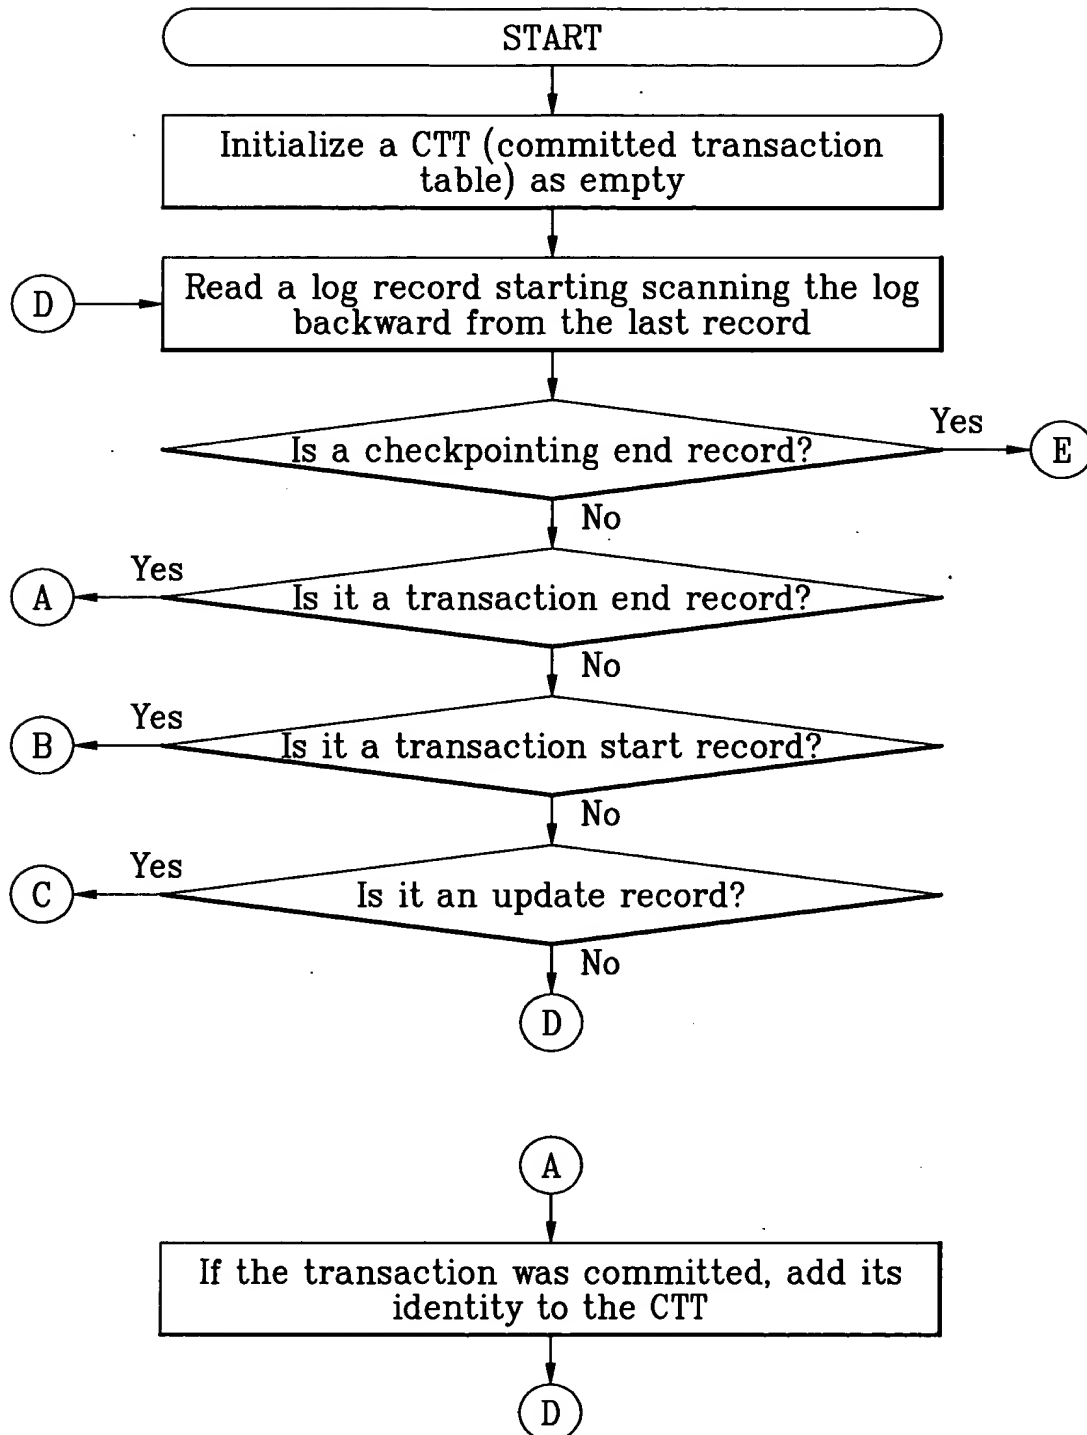 START
Initialize a CTT (committed transaction
table) as empty
D
Read a log record starting scanning the log
backward from the last record
Is a checkpointing end record?
Yes
E
No
Yes
A
Is it a transaction end record?
No
Yes
B
Is it a transaction start record?
No
Yes
C
Is it an update record?
No
D
A
If the transaction was committed, add its
identity to the CTT
D